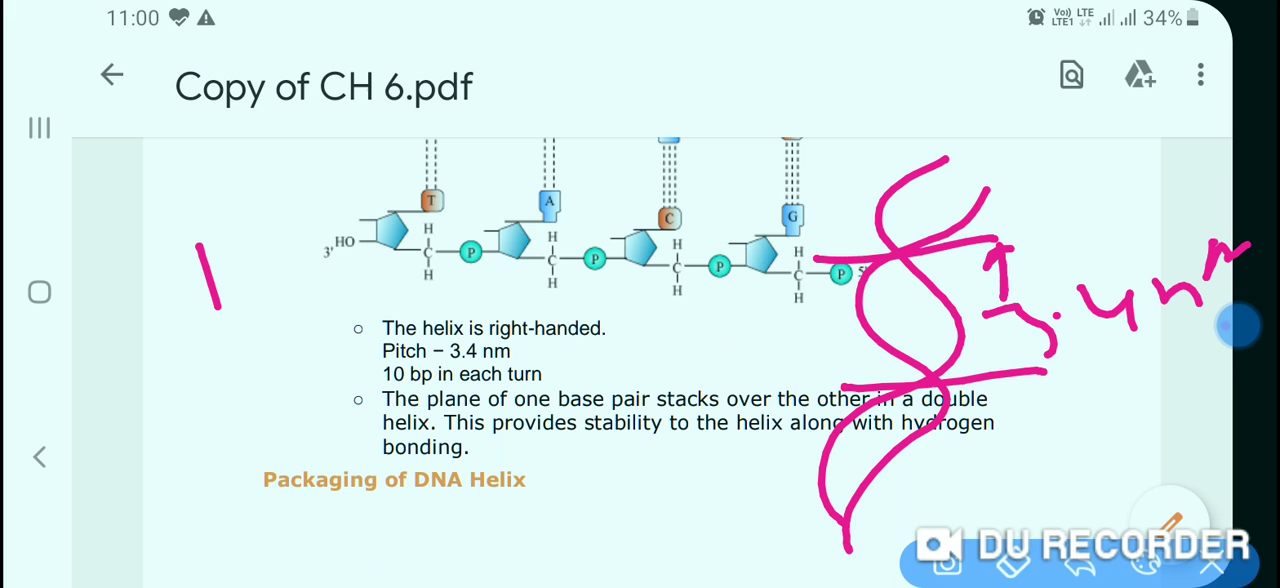 11:00 Vo)) LTE LTE1 34%
Copy of CH 6.pdf
T A C G
H H H H
3' HO C P C P C P C P 5
H H H H
3.4 n
The helix is right-handed.
Pitch – 3.4 nm
10 bp in each turn
The plane of one base pair stacks over the other in a double
helix. This provides stability to the helix along with hydrogen
bonding.
Packaging of DNA Helix
DU RECORDER